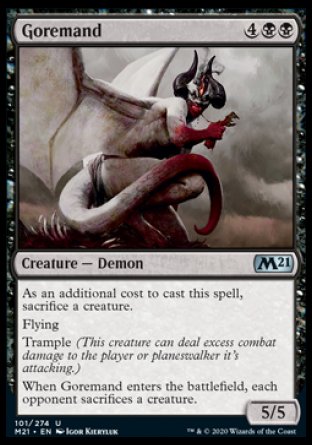 Goremand 4
Creature — Demon M21
As an additional cost to cast this spell,
sacrifice a creature.
Flying
Trample (This creature can deal excess combat
damage to the player or planeswalker it's
attacking.)
When Goremand enters the battlefield, each
opponent sacrifices a creature.
5/5
101/274 U
M21 • EN Igor Kieryluk ™ & © 2020 Wizards of the Coast